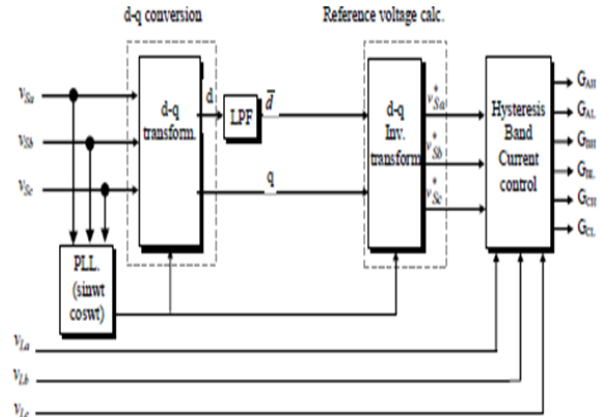 d-q conversion
Reference voltage calc.
vSa
vSb
vSc
d-q
transform.
d
LPF
d̅
q
d-q
Inv.
transform
v*Sa
v*Sb
v*Sc
Hysteresis
Band
Current
control
GAH
GAL
GBH
GBL
GCH
GCL
PLL.
(sinwt
coswt)
vLa
vLb
vLc